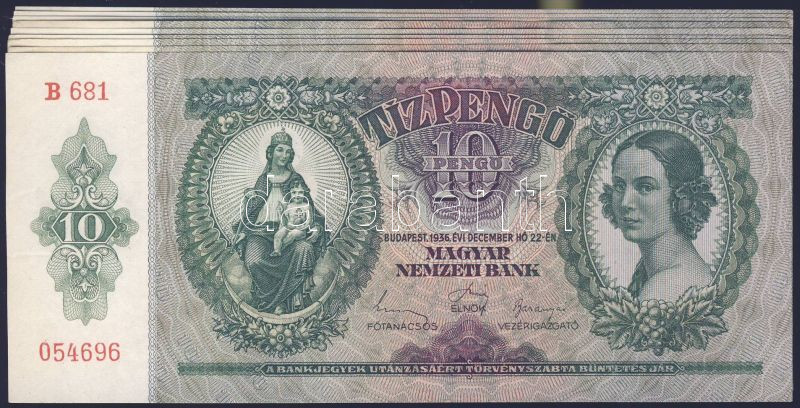 B 681
TÍZ PENGŐ
10
PENGŐ
10
BUDAPEST, 1936. ÉVI DECEMBER HÓ 22-ÉN
MAGYAR
NEMZETI BANK
FŐTANÁCSOS
ELNÖK
VEZÉRIGAZGATÓ
054696
A BANKJEGYEK UTÁNZÁSÁÉRT TÖRVÉNYSZABTA BÜNTETÉS JÁR
darabanth